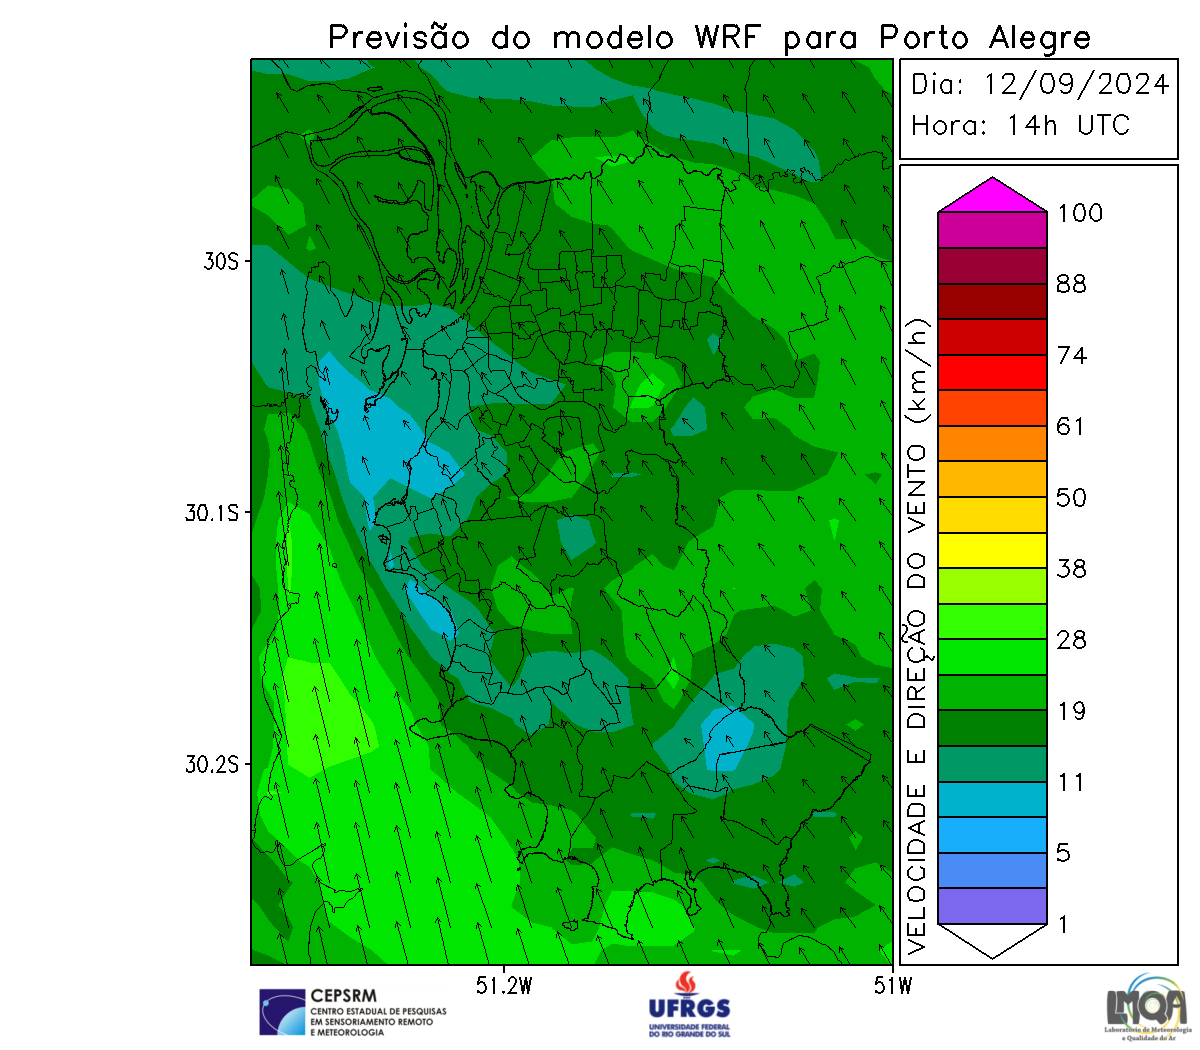 Previsão do modelo WRF para Porto Alegre
Dia: 12/09/2024
Hora: 14h UTC
30S
30.1S
30.2S
51.2W
51W
VELOCIDADE E DIREÇÃO DO VENTO (km/h)
100
88
74
61
50
38
28
19
11
5
1
CEPSRM
CENTRO ESTADUAL DE PESQUISAS
EM SENSORIAMENTO REMOTO
E METEOROLOGIA
UFRGS
UNIVERSIDADE FEDERAL
DO RIO GRANDE DO SUL
LMQA
Laboratório de Meteorologia
e Qualidade do Ar